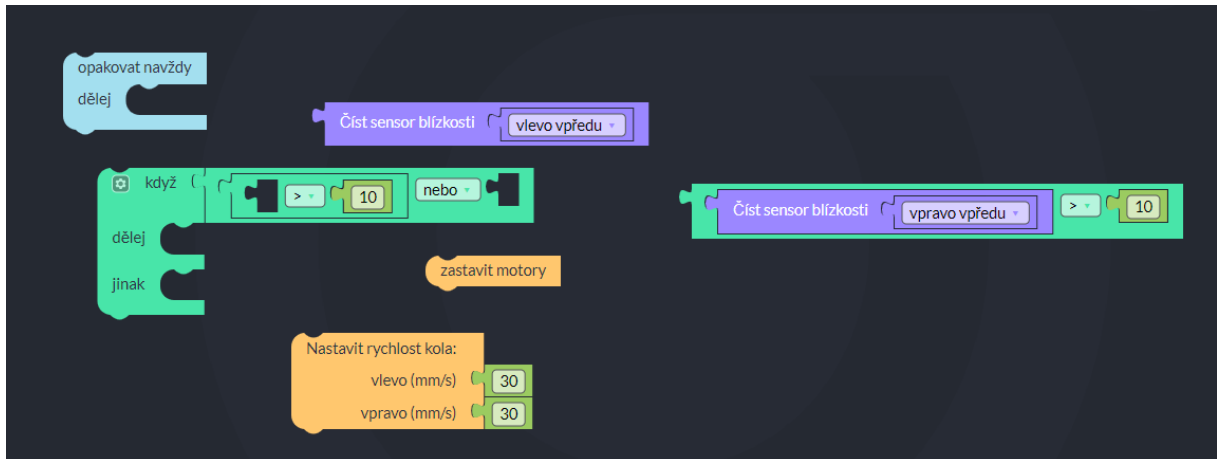 opakovat navždy
dělej
Číst sensor blízkosti vlevo vpředu
když > 10 nebo
dělej
jinak
Číst sensor blízkosti vpravo vpředu > 10
zastavit motory
Nastavit rychlost kola:
vlevo (mm/s) 30
vpravo (mm/s) 30